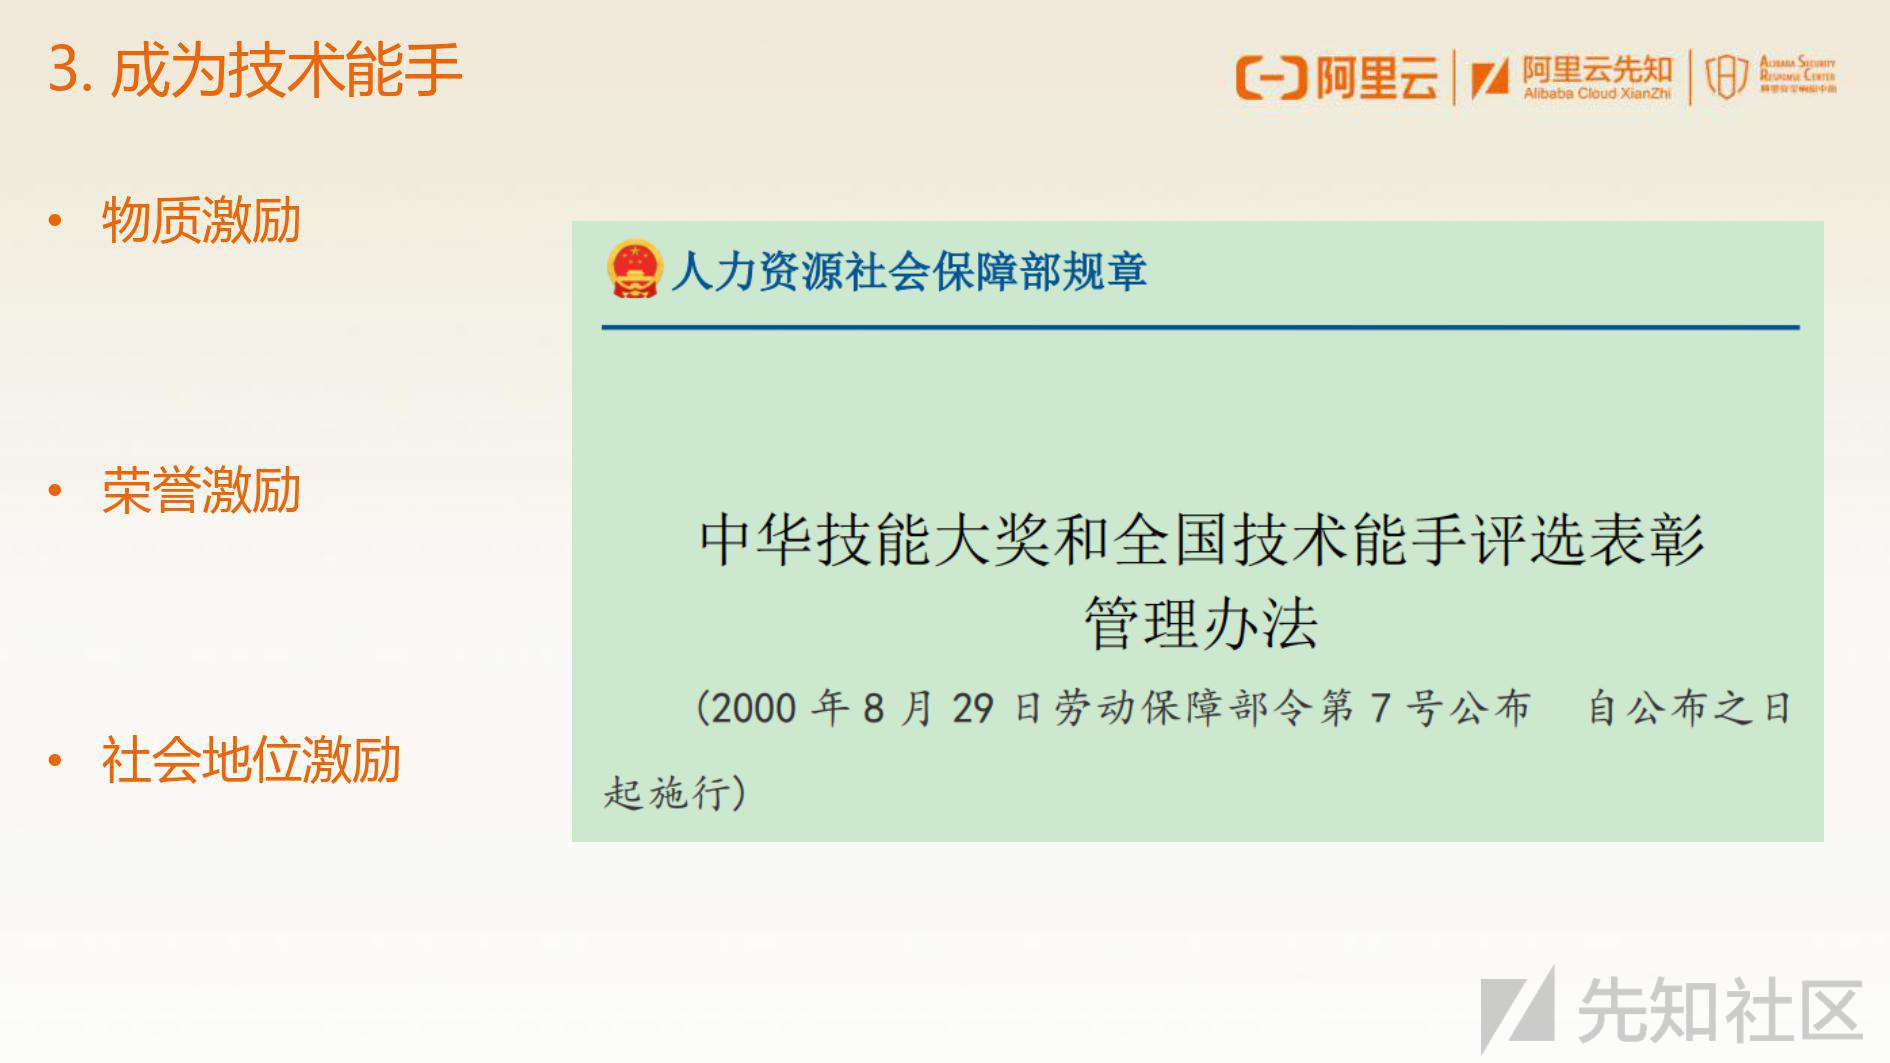 3. 成为技术能手
阿里云
阿里云先知
Alibaba Cloud XianZhi
ALIBABA SECURITY
RESPONSE CENTER
• 物质激励
• 荣誉激励
• 社会地位激励
人力资源社会保障部规章
中华技能大奖和全国技术能手评选表彰
管理办法
(2000 年 8 月 29 日劳动保障部令第 7 号公布 自公布之日
起施行)
先知社区